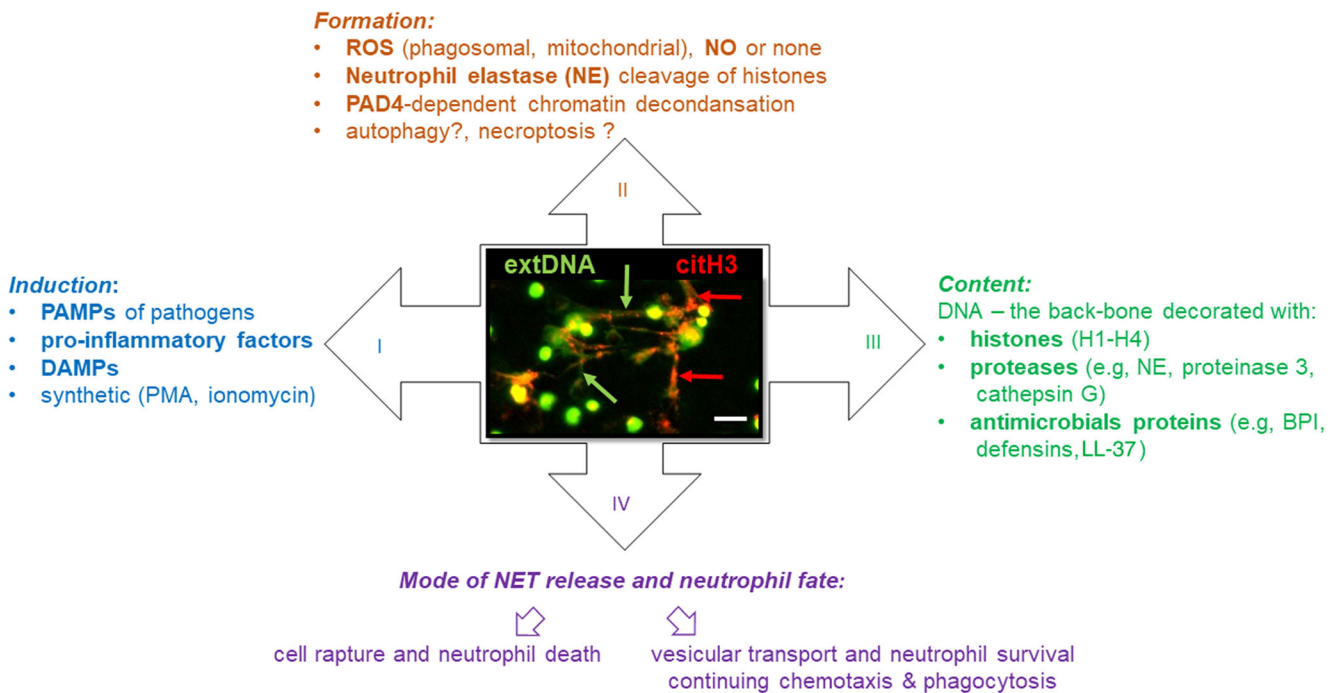 Formation:
• ROS (phagosomal, mitochondrial), NO or none
• Neutrophil elastase (NE) cleavage of histones
• PAD4-dependent chromatin decondansation
• autophagy?, necroptosis ?
II
extDNA
citH3
Induction:
• PAMPs of pathogens
• pro-inflammatory factors
• DAMPs
• synthetic (PMA, ionomycin)
I
III
Content:
DNA – the back-bone decorated with:
• histones (H1-H4)
• proteases (e.g, NE, proteinase 3,
cathepsin G)
• antimicrobials proteins (e.g, BPI,
defensins,LL-37)
IV
Mode of NET release and neutrophil fate:
cell rapture and neutrophil death
vesicular transport and neutrophil survival
continuing chemotaxis & phagocytosis